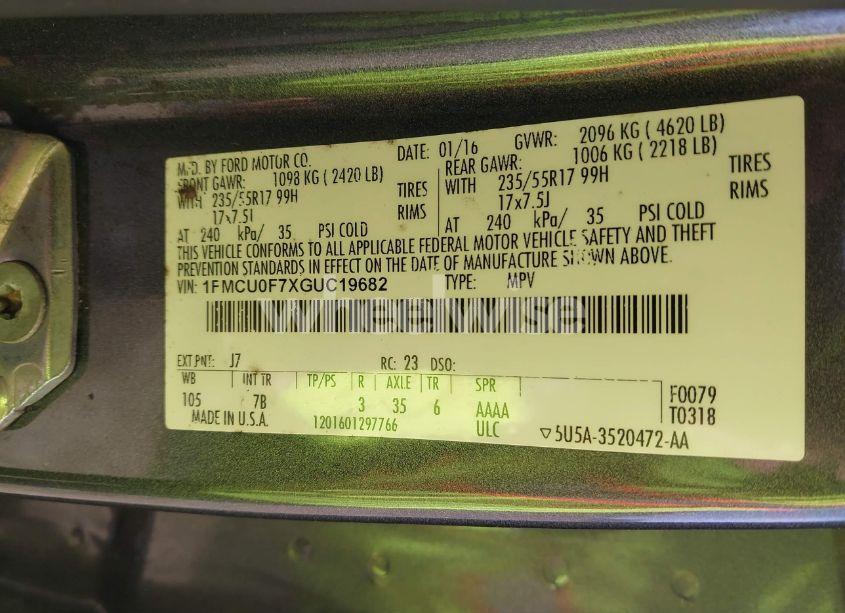 MFD. BY FORD MOTOR CO. DATE: 01/16 GVWR: 2096 KG ( 4620 LB)
FRONT GAWR: 1098 KG ( 2420 LB) REAR GAWR: 1006 KG ( 2218 LB)
WITH 235/55R17 99H TIRES WITH 235/55R17 99H TIRES
17x7.5J RIMS 17x7.5J RIMS
AT 240 kPa/ 35 PSI COLD AT 240 kPa/ 35 PSI COLD
THIS VEHICLE CONFORMS TO ALL APPLICABLE FEDERAL MOTOR VEHICLE SAFETY AND THEFT
PREVENTION STANDARDS IN EFFECT ON THE DATE OF MANUFACTURE SHOWN ABOVE.
VIN: 1FMCU0F7XGUC19682 TYPE: MPV
wheelwise
EXT PNT: J7 RC: 23 DSO:
WB INT TR TP/PS R AXLE TR SPR F0079
105 7B 3 35 6 AAAA T0318
MADE IN U.S.A. 1201601297766 ULC ▽5U5A-3520472-AA